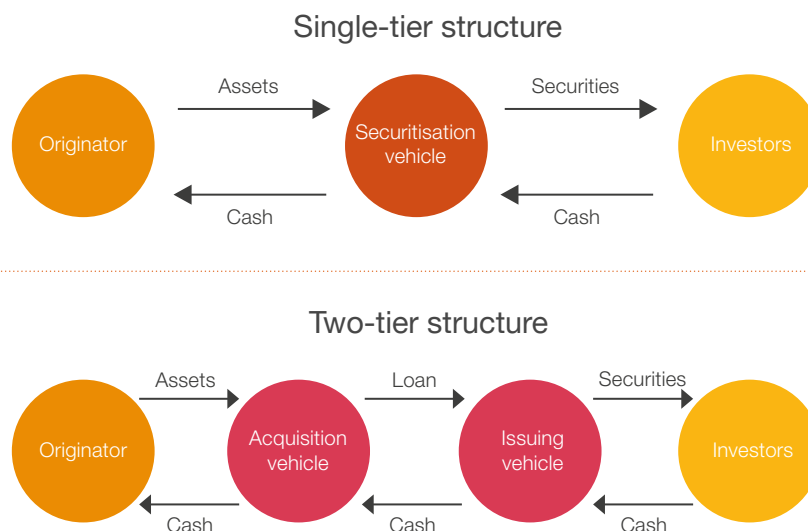 Single-tier structure
Assets
Securities
Originator
Securitisation
vehicle
Investors
Cash
Cash
Two-tier structure
Assets
Loan
Securities
Originator
Acquisition
vehicle
Issuing
vehicle
Investors
Cash
Cash
Cash